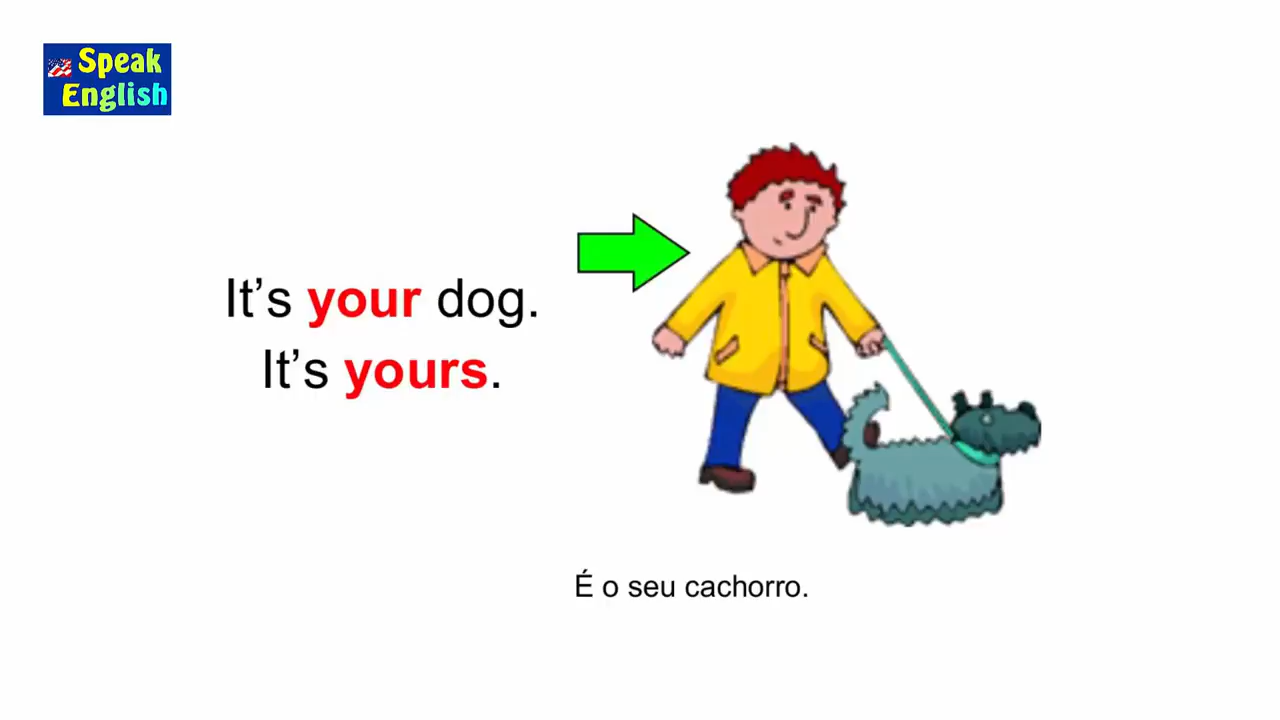 Speak
English
It’s your dog.
It’s yours.
É o seu cachorro.